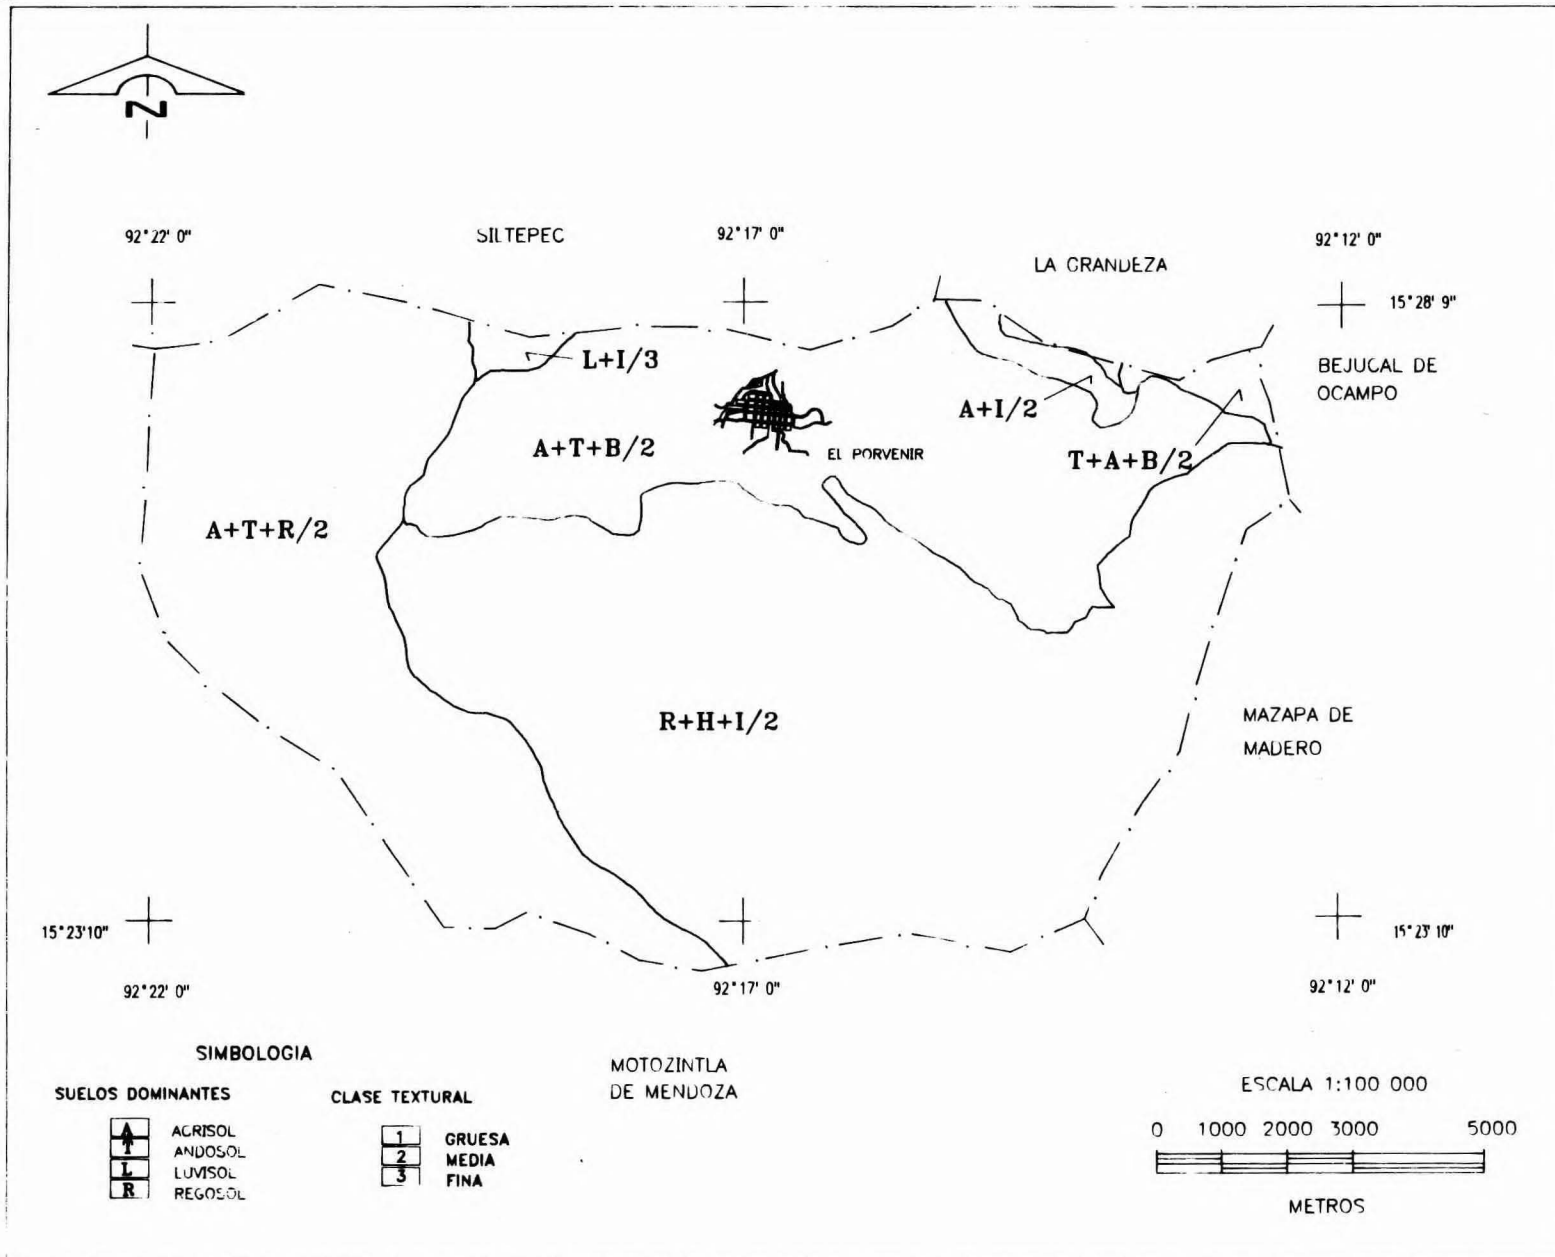 N
92°22' 0"
SILTEPEC
92°17' 0"
92°12' 0"
LA GRANDEZA
15°28' 9"
L+I/3
BEJUCAL DE
OCAMPO
A+I/2
A+T+B/2
EL PORVENIR
T+A+B/2
A+T+R/2
R+H+I/2
MAZAPA DE
MADERO
15°23'10"
15°23'10"
92°22' 0"
92°17' 0"
92°12' 0"
SIMBOLOGIA
MOTOZINTLA
DE MENDOZA
SUELOS DOMINANTES
A ACRISOL
T ANDOSOL
L LUVISOL
R REGOSOL
CLASE TEXTURAL
1 GRUESA
2 MEDIA
3 FINA
ESCALA 1:100 000
0 1000 2000 3000 5000
METROS